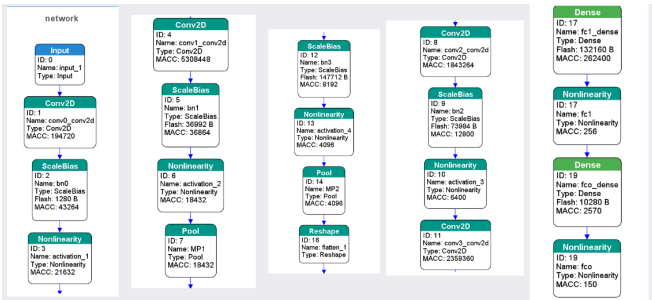 network
Input
ID: 0
Name: input_1
Type: Input
Conv2D
ID: 1
Name: conv0_conv2d
Type: Conv2D
MACC: 194720
ScaleBias
ID: 2
Name: bn0
Type: ScaleBias
Flash: 1280 B
MACC: 43264
Nonlinearity
ID: 3
Name: activation_1
Type: Nonlinearity
MACC: 21632
Conv2D
ID: 4
Name: conv1_conv2d
Type: Conv2D
MACC: 5308448
ScaleBias
ID: 5
Name: bn1
Type: ScaleBias
Flash: 36992 B
MACC: 36864
Nonlinearity
ID: 6
Name: activation_2
Type: Nonlinearity
MACC: 18432
Pool
ID: 7
Name: MP1
Type: Pool
MACC: 18432
ScaleBias
ID: 12
Name: bn3
Type: ScaleBias
Flash: 147712 B
MACC: 8192
Nonlinearity
ID: 13
Name: activation_4
Type: Nonlinearity
MACC: 4096
Pool
ID: 14
Name: MP2
Type: Pool
MACC: 4096
Reshape
ID: 16
Name: flatten_1
Type: Reshape
Conv2D
ID: 8
Name: conv2_conv2d
Type: Conv2D
MACC: 1843264
ScaleBias
ID: 9
Name: bn2
Type: ScaleBias
Flash: 73984 B
MACC: 12800
Nonlinearity
ID: 10
Name: activation_3
Type: Nonlinearity
MACC: 6400
Conv2D
ID: 11
Name: conv3_conv2d
Type: Conv2D
MACC: 2359360
Dense
ID: 17
Name: fc1_dense
Type: Dense
Flash: 132160 B
MACC: 262400
Nonlinearity
ID: 17
Name: fc1
Type: Nonlinearity
MACC: 256
Dense
ID: 19
Name: fco_dense
Type: Dense
Flash: 10280 B
MACC: 2570
Nonlinearity
ID: 19
Name: fco
Type: Nonlinearity
MACC: 150